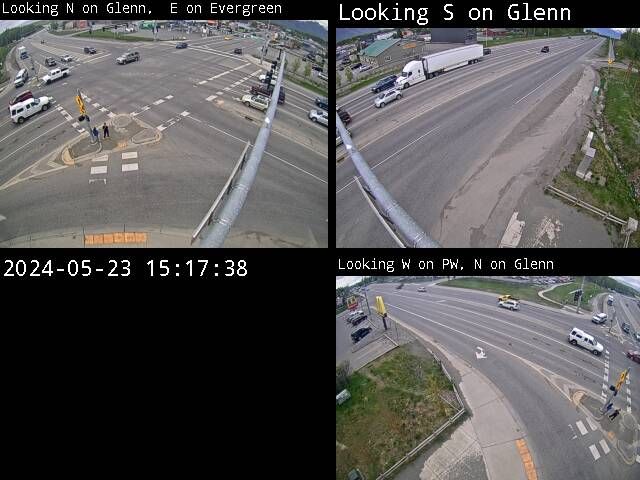 Looking N on Glenn, E on Evergreen
Looking S on Glenn
2024-05-23 15:17:38
Looking W on PW, N on Glenn